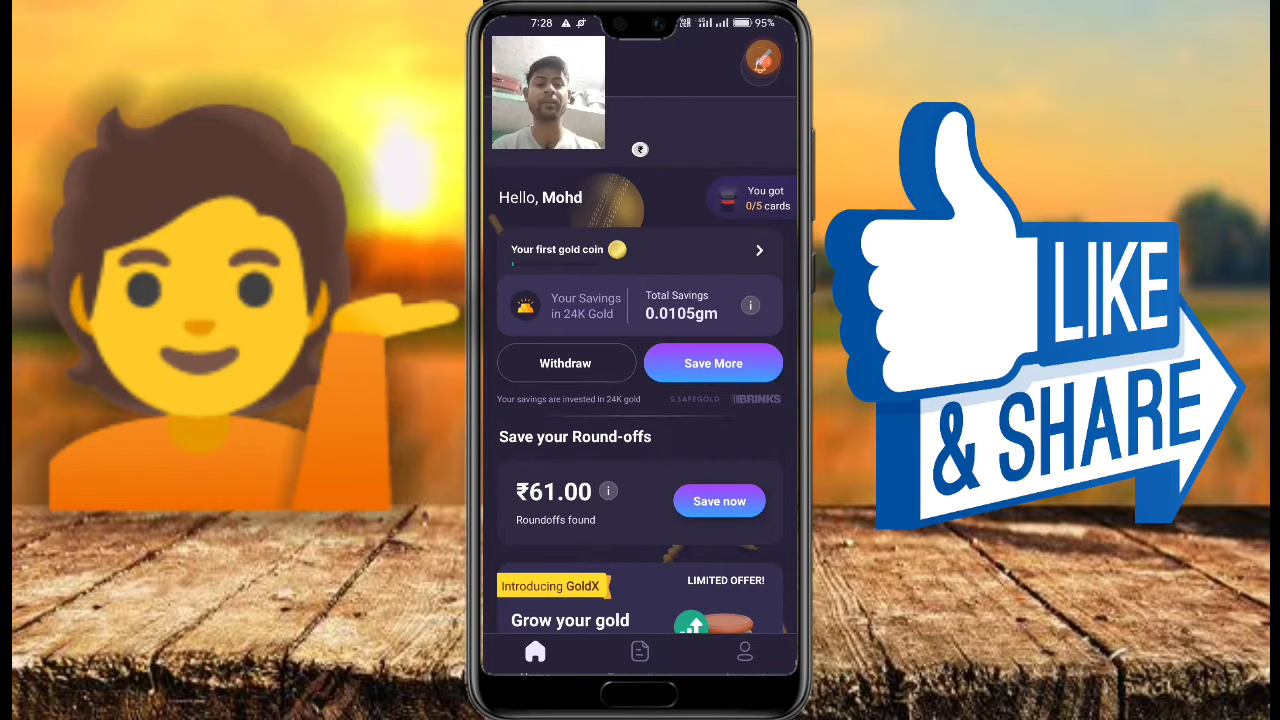 7:28
95%
Hello, Mohd
You got
0/5 cards
Your first gold coin
Your Savings
in 24K Gold
Total Savings
0.0105gm
i
Withdraw
Save More
Your savings are invested in 24K gold
SAFEGOLD
BRINKS
Save your Round-offs
₹61.00
i
Roundoffs found
Save now
Introducing GoldX
LIMITED OFFER!
Grow your gold
LIKE
& SHARE